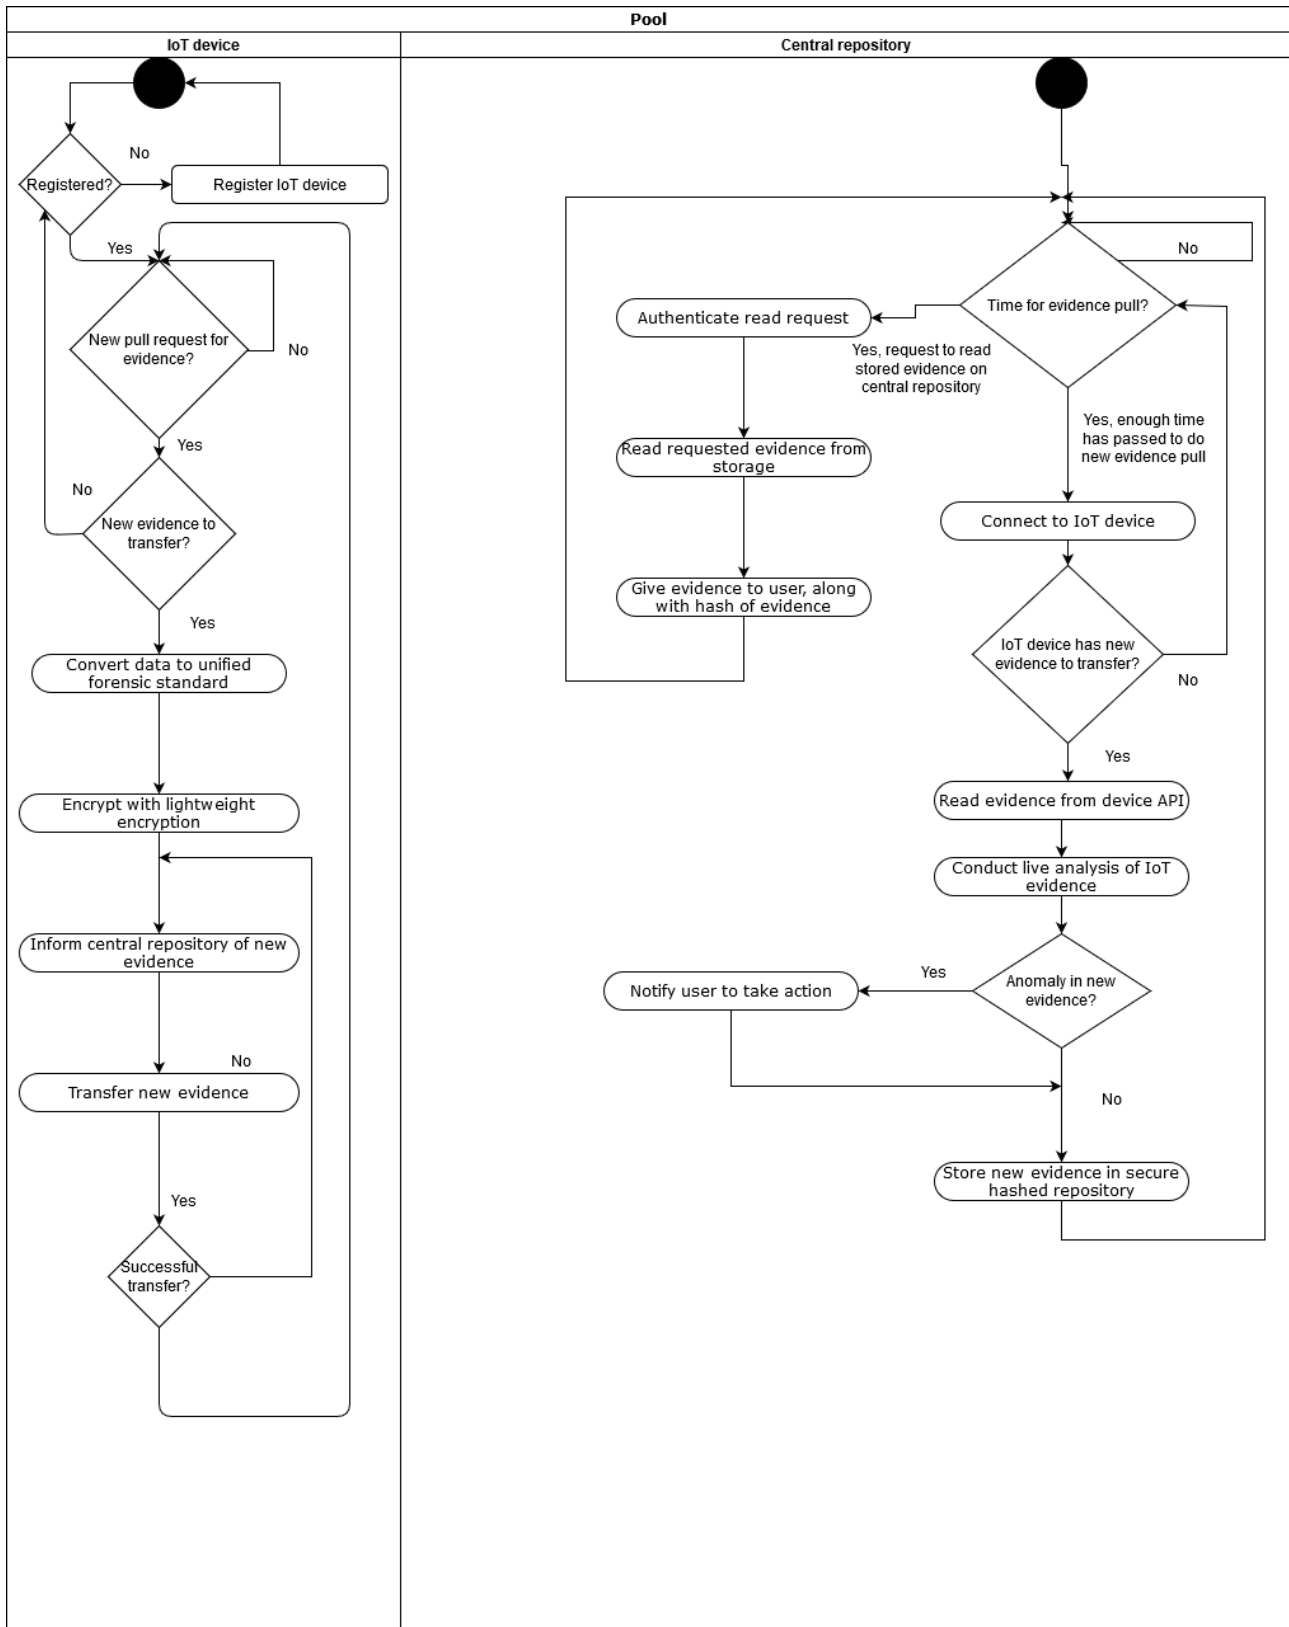 Pool
IoT device
Central repository
Registered?
No
Register IoT device
Yes
New pull request for
evidence?
No
Yes
No
New evidence to
transfer?
Yes
Convert data to unified
forensic standard
Encrypt with lightweight
encryption
Inform central repository of new
evidence
No
Transfer new evidence
Yes
Successful
transfer?
No
Time for evidence pull?
Authenticate read request
Yes, request to read
stored evidence on
central repository
Read requested evidence from
storage
Give evidence to user, along
with hash of evidence
Yes, enough time
has passed to do
new evidence pull
Connect to IoT device
IoT device has new
evidence to transfer?
No
Yes
Read evidence from device API
Conduct live analysis of IoT
evidence
Anomaly in new
evidence?
Yes
Notify user to take action
No
Store new evidence in secure
hashed repository